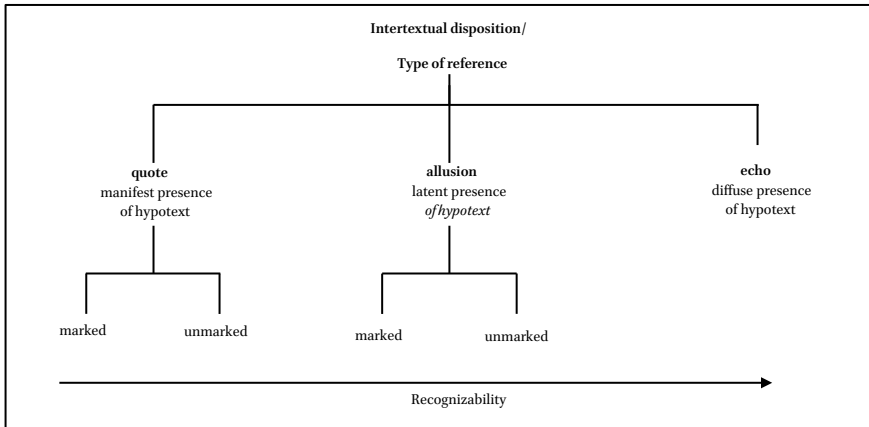 Intertextual disposition/
Type of reference
quote
manifest presence
of hypotext
allusion
latent presence
of hypotext
echo
diffuse presence
of hypotext
marked
unmarked
marked
unmarked
Recognizability